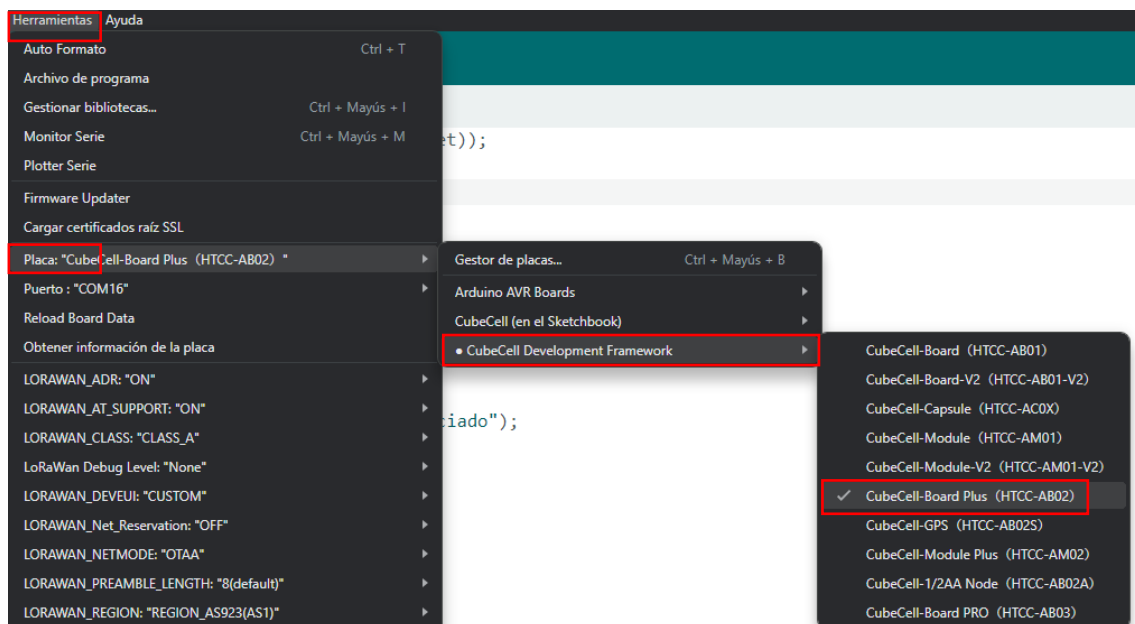 Herramientas Ayuda
Auto Formato Ctrl + T
Archivo de programa
Gestionar bibliotecas... Ctrl + Mayús + I
Monitor Serie Ctrl + Mayús + M
et));
Plotter Serie
Firmware Updater
Cargar certificados raíz SSL
Placa: "CubeCell-Board Plus（HTCC-AB02）"
Puerto : "COM16"
Reload Board Data
Obtener información de la placa
LORAWAN_ADR: "ON"
LORAWAN_AT_SUPPORT: "ON"
LORAWAN_CLASS: "CLASS_A"
LoRaWan Debug Level: "None"
LORAWAN_DEVEUI: "CUSTOM"
LORAWAN_Net_Reservation: "OFF"
LORAWAN_NETMODE: "OTAA"
LORAWAN_PREAMBLE_LENGTH: "8(default)"
LORAWAN_REGION: "REGION_AS923(AS1)"
Gestor de placas... Ctrl + Mayús + B
Arduino AVR Boards
CubeCell (en el Sketchbook)
• CubeCell Development Framework
ciado");
CubeCell-Board（HTCC-AB01）
CubeCell-Board-V2（HTCC-AB01-V2）
CubeCell-Capsule（HTCC-AC0X）
CubeCell-Module（HTCC-AM01）
CubeCell-Module-V2（HTCC-AM01-V2）
✓ CubeCell-Board Plus（HTCC-AB02）
CubeCell-GPS（HTCC-AB02S）
CubeCell-Module Plus（HTCC-AM02）
CubeCell-1/2AA Node（HTCC-AB02A）
CubeCell-Board PRO（HTCC-AB03）